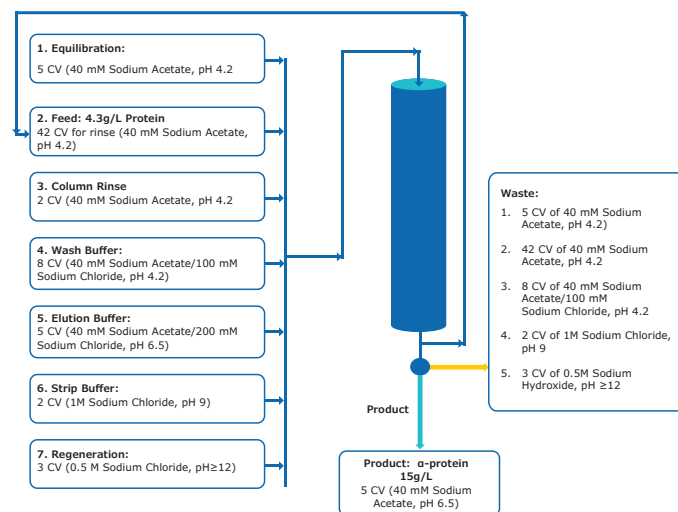 1. Equilibration:
5 CV (40 mM Sodium Acetate, pH 4.2
2. Feed: 4.3g/L Protein
42 CV for rinse (40 mM Sodium Acetate,
pH 4.2)
3. Column Rinse
2 CV (40 mM Sodium Acetate, pH 4.2
4. Wash Buffer:
8 CV (40 mM Sodium Acetate/100 mM
Sodium Chloride, pH 4.2)
5. Elution Buffer:
5 CV (40 mM Sodium Acetate/200 mM
Sodium Chloride, pH 6.5)
6. Strip Buffer:
2 CV (1M Sodium Chloride, pH 9)
7. Regeneration:
3 CV (0.5 M Sodium Chloride, pH≥12)
Product
Product: α-protein
15g/L
5 CV (40 mM Sodium
Acetate, pH 6.5)
Waste:
1. 5 CV of 40 mM Sodium
Acetate, pH 4.2)
2. 42 CV of 40 mM Sodium
Acetate, pH 4.2
3. 8 CV of 40 mM Sodium
Acetate/100 mM
Sodium Chloride, pH 4.2
4. 2 CV of 1M Sodium Chloride,
pH 9
5. 3 CV of 0.5M Sodium
Hydroxide, pH ≥12